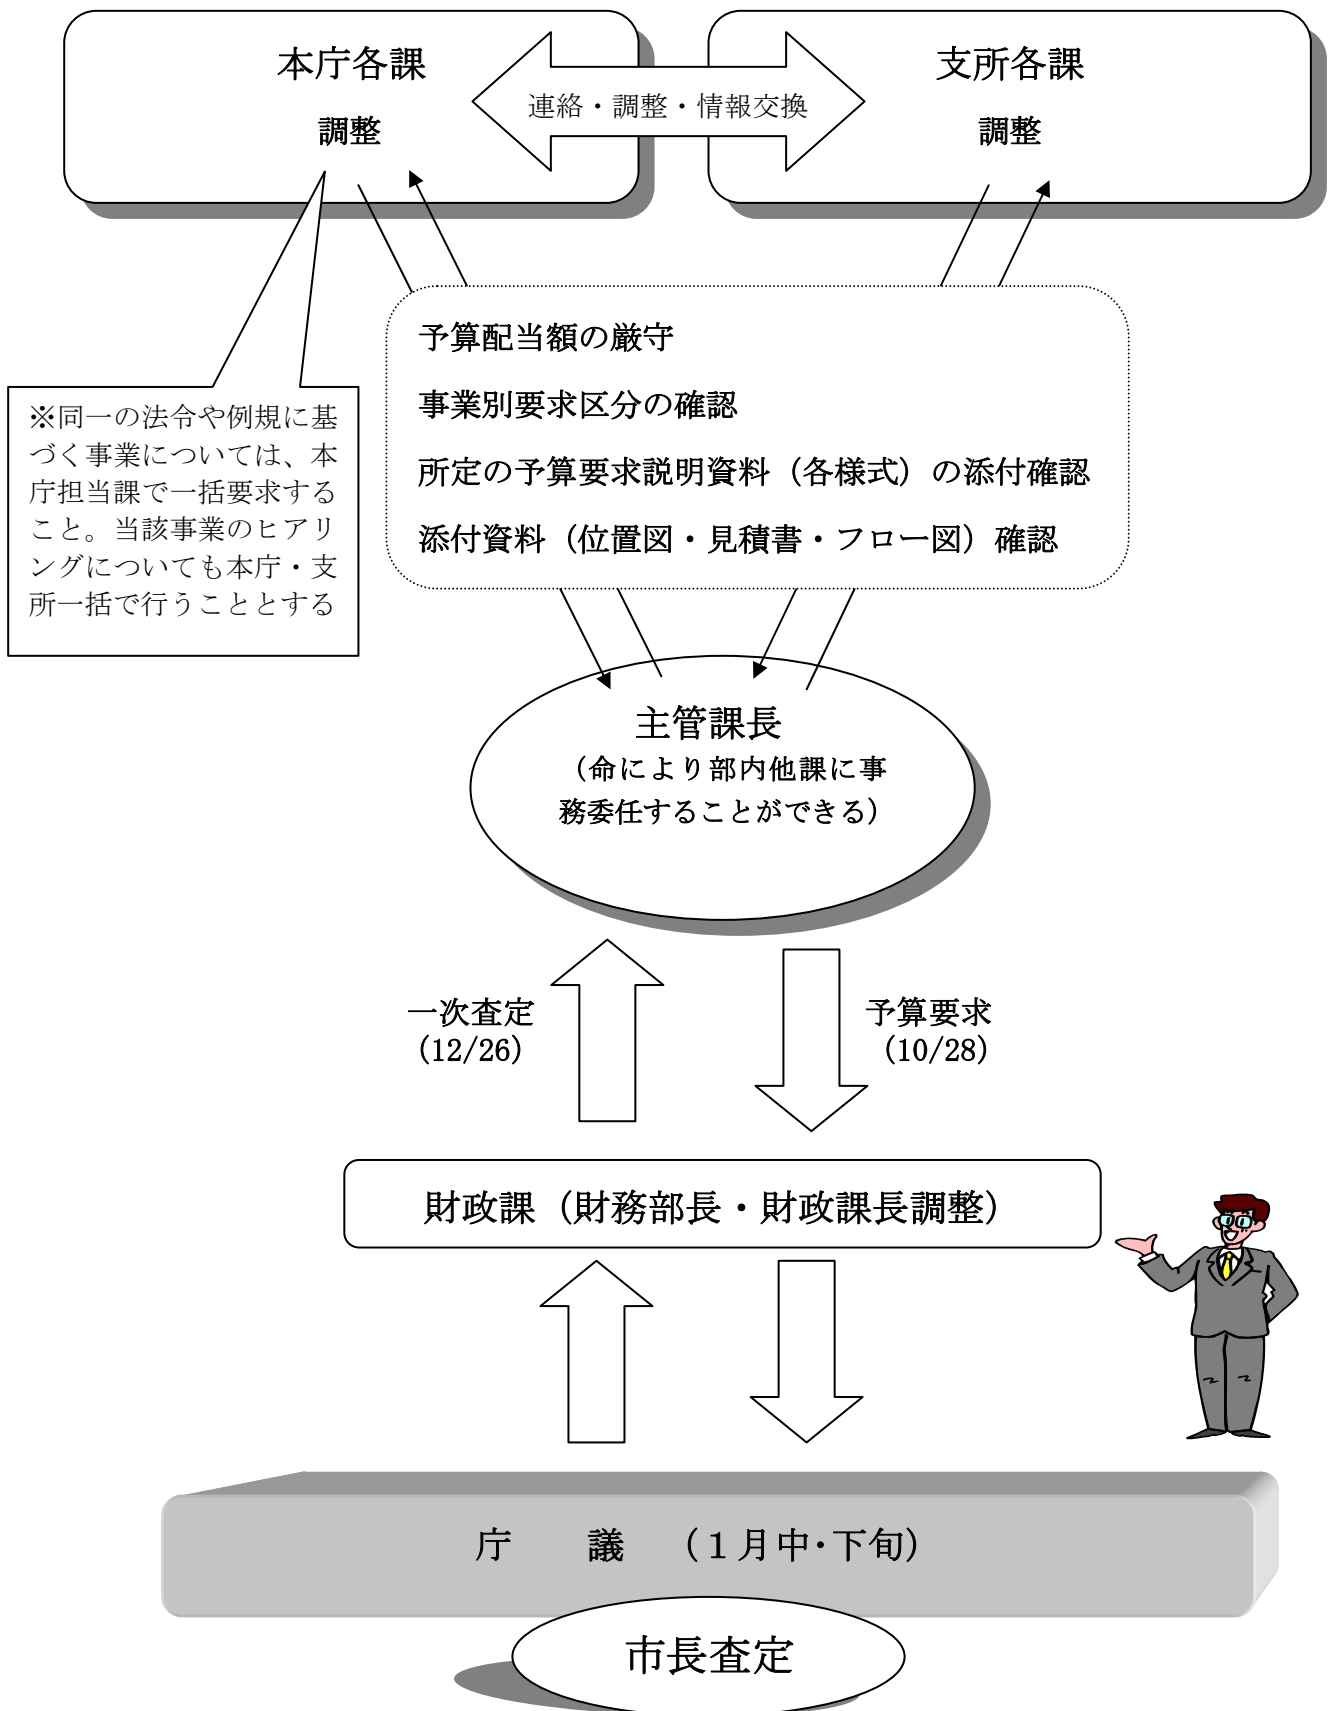 本庁各課
調整
連絡・調整・情報交換
支所各課
調整
予算配当額の厳守
事業別要求区分の確認
所定の予算要求説明資料（各様式）の添付確認
添付資料（位置図・見積書・フロー図）確認
※同一の法令や例規に基
づく事業については、本
庁担当課で一括要求する
こと。当該事業のヒアリ
ングについても本庁・支
所一括で行うこととする
主管課長
（命により部内他課に事
務委任することができる）
一次査定
（12/26）
予算要求
（10/28）
財政課（財務部長・財政課長調整）
庁　議　（１月中・下旬）
市長査定